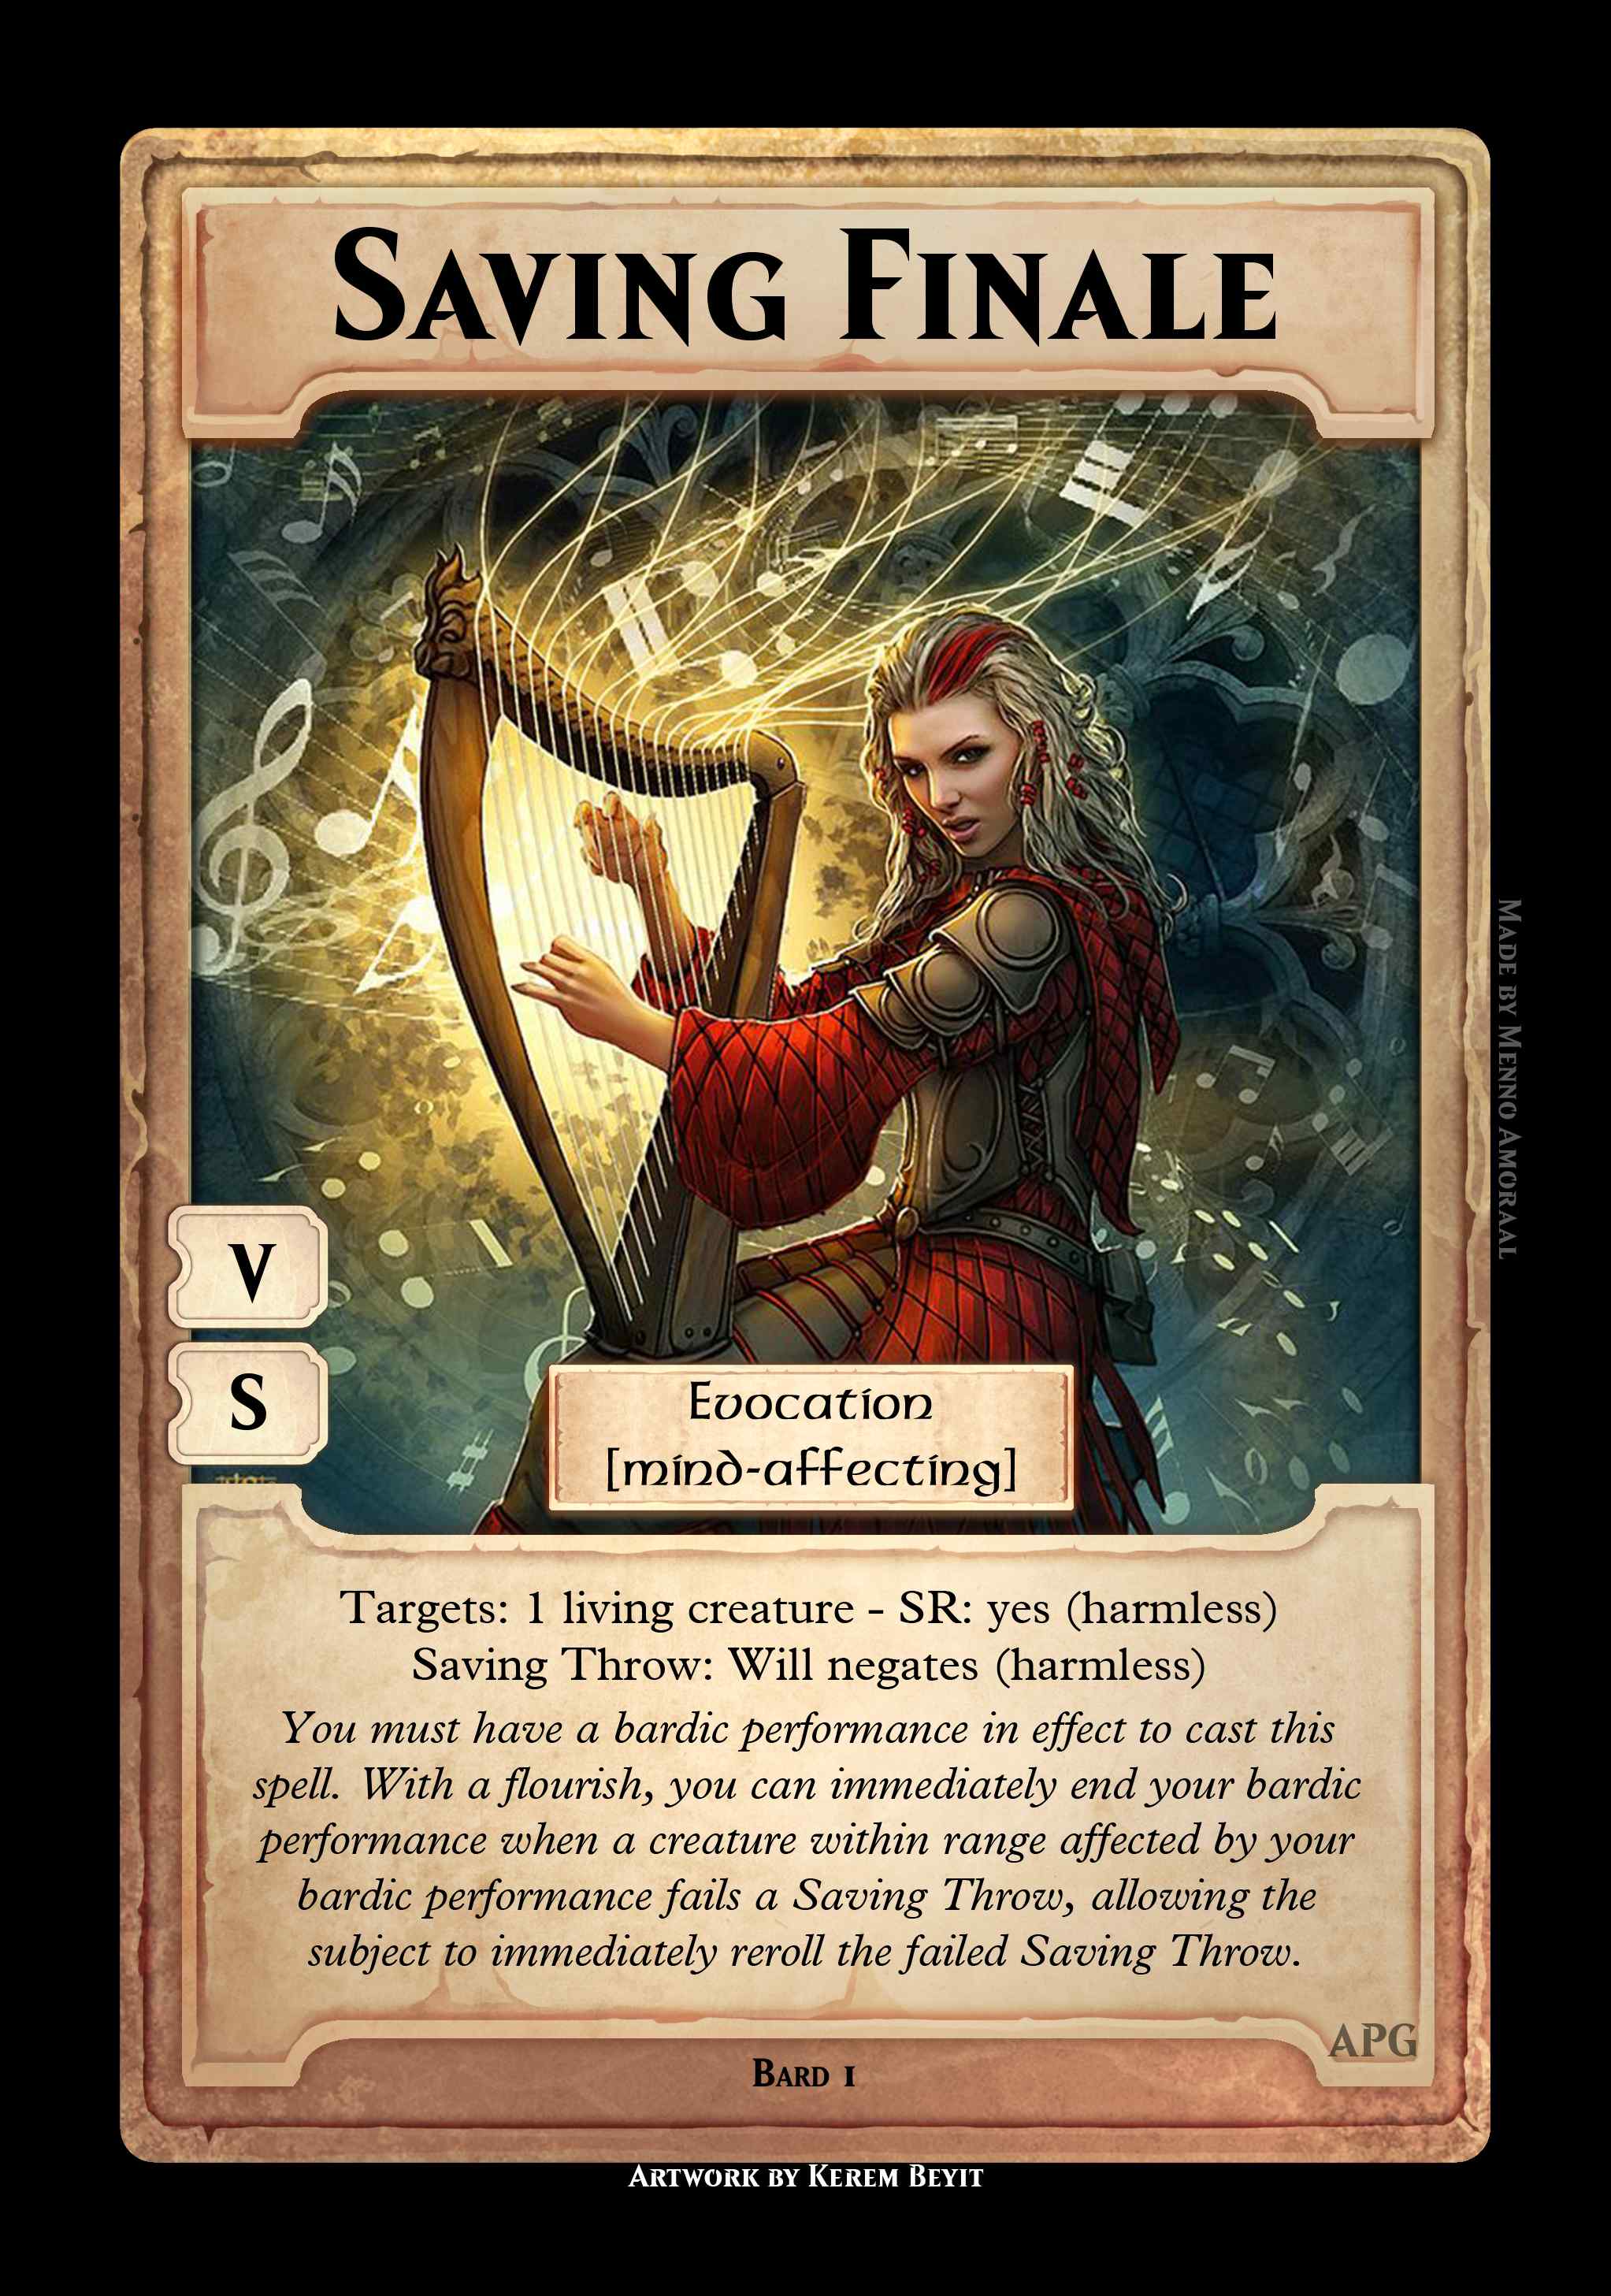 Saving Finale
V
S
Evocation
[mind-affecting]
Targets: 1 living creature - SR: yes (harmless)
Saving Throw: Will negates (harmless)
You must have a bardic performance in effect to cast this
spell. With a flourish, you can immediately end your bardic
performance when a creature within range affected by your
bardic performance fails a Saving Throw, allowing the
subject to immediately reroll the failed Saving Throw.
APG
Bard 1
Artwork by Kerem Beyit
Made by Menno Amoraal